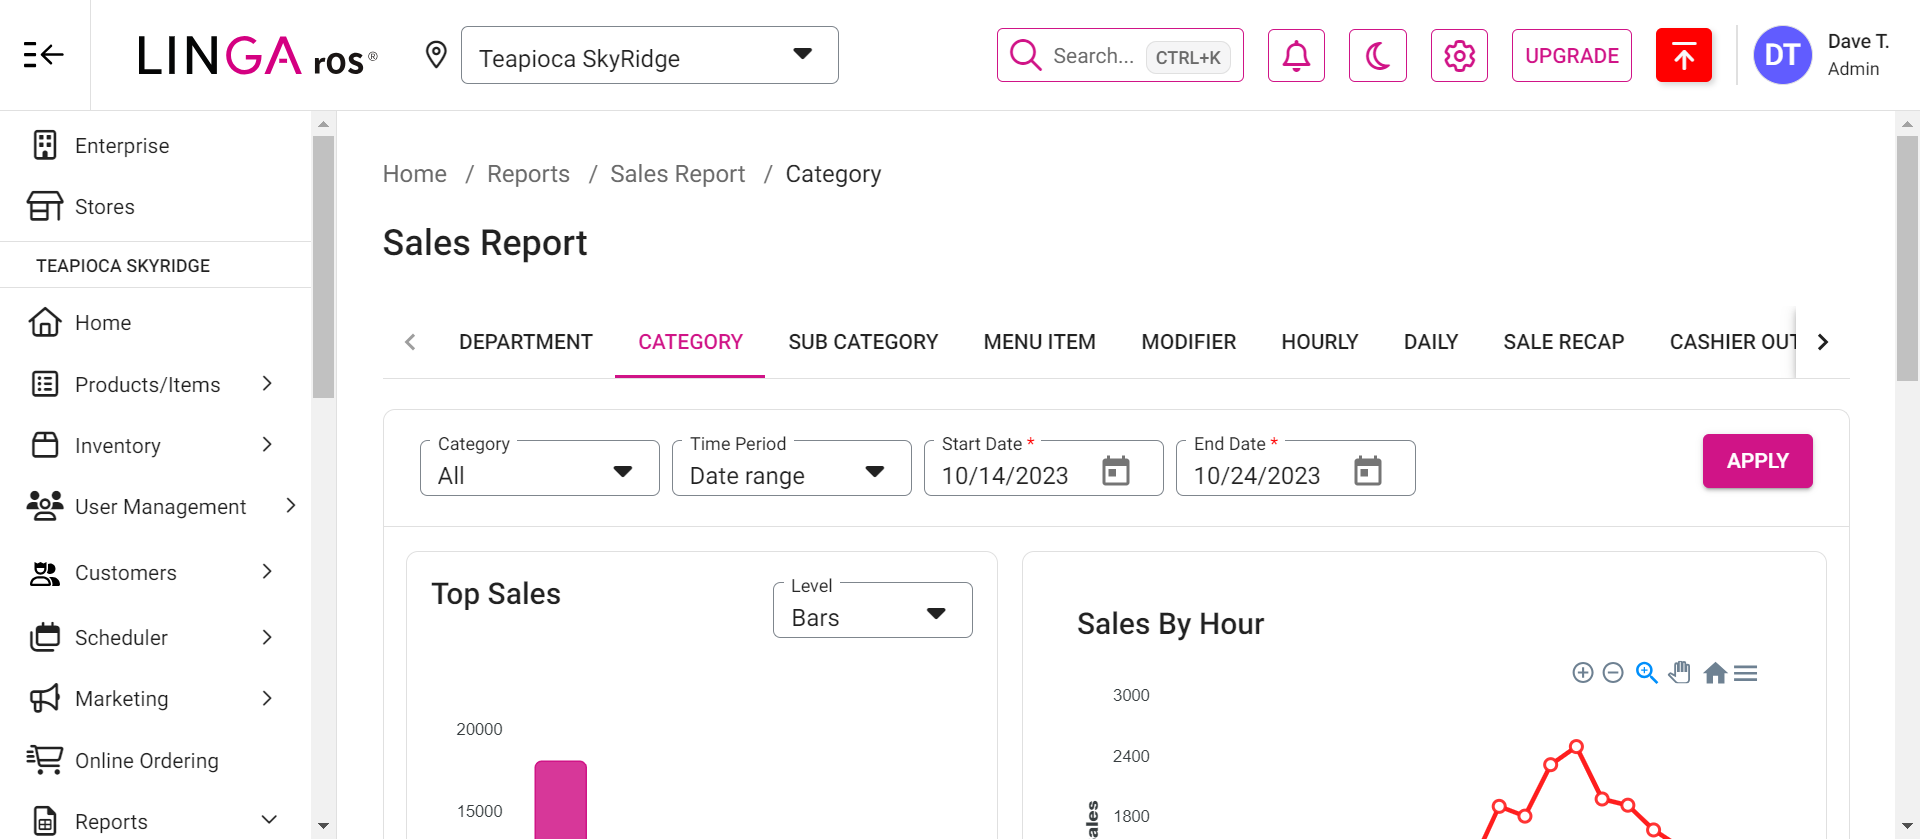 LINGA ros®
Teapioca SkyRidge
Search... CTRL+K
UPGRADE
DT
Dave T.
Admin
Enterprise
Stores
TEAPIOCA SKYRIDGE
Home
Products/Items
Inventory
User Management
Customers
Scheduler
Marketing
Online Ordering
Reports
Home / Reports / Sales Report / Category
Sales Report
DEPARTMENT CATEGORY SUB CATEGORY MENU ITEM MODIFIER HOURLY DAILY SALE RECAP CASHIER OUT
Category
All
Time Period
Date range
Start Date *
10/14/2023
End Date *
10/24/2023
APPLY
Top Sales
Level
Bars
20000
15000
Sales By Hour
3000
2400
1800